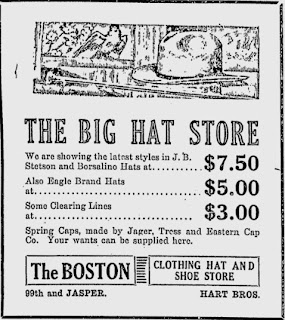 THE BIG HAT STORE
We are showing the latest styles in J. B.
Stetson and Borsalino Hats at........ $7.50
Also Eagle Brand Hats
at........................ $5.00
Some Clearing Lines
at........................ $3.00
Spring Caps, made by Jager, Tress and Eastern Cap
Co. Your wants can be supplied here.
The BOSTON
CLOTHING HAT AND
SHOE STORE
99th and JASPER.
HART BROS.